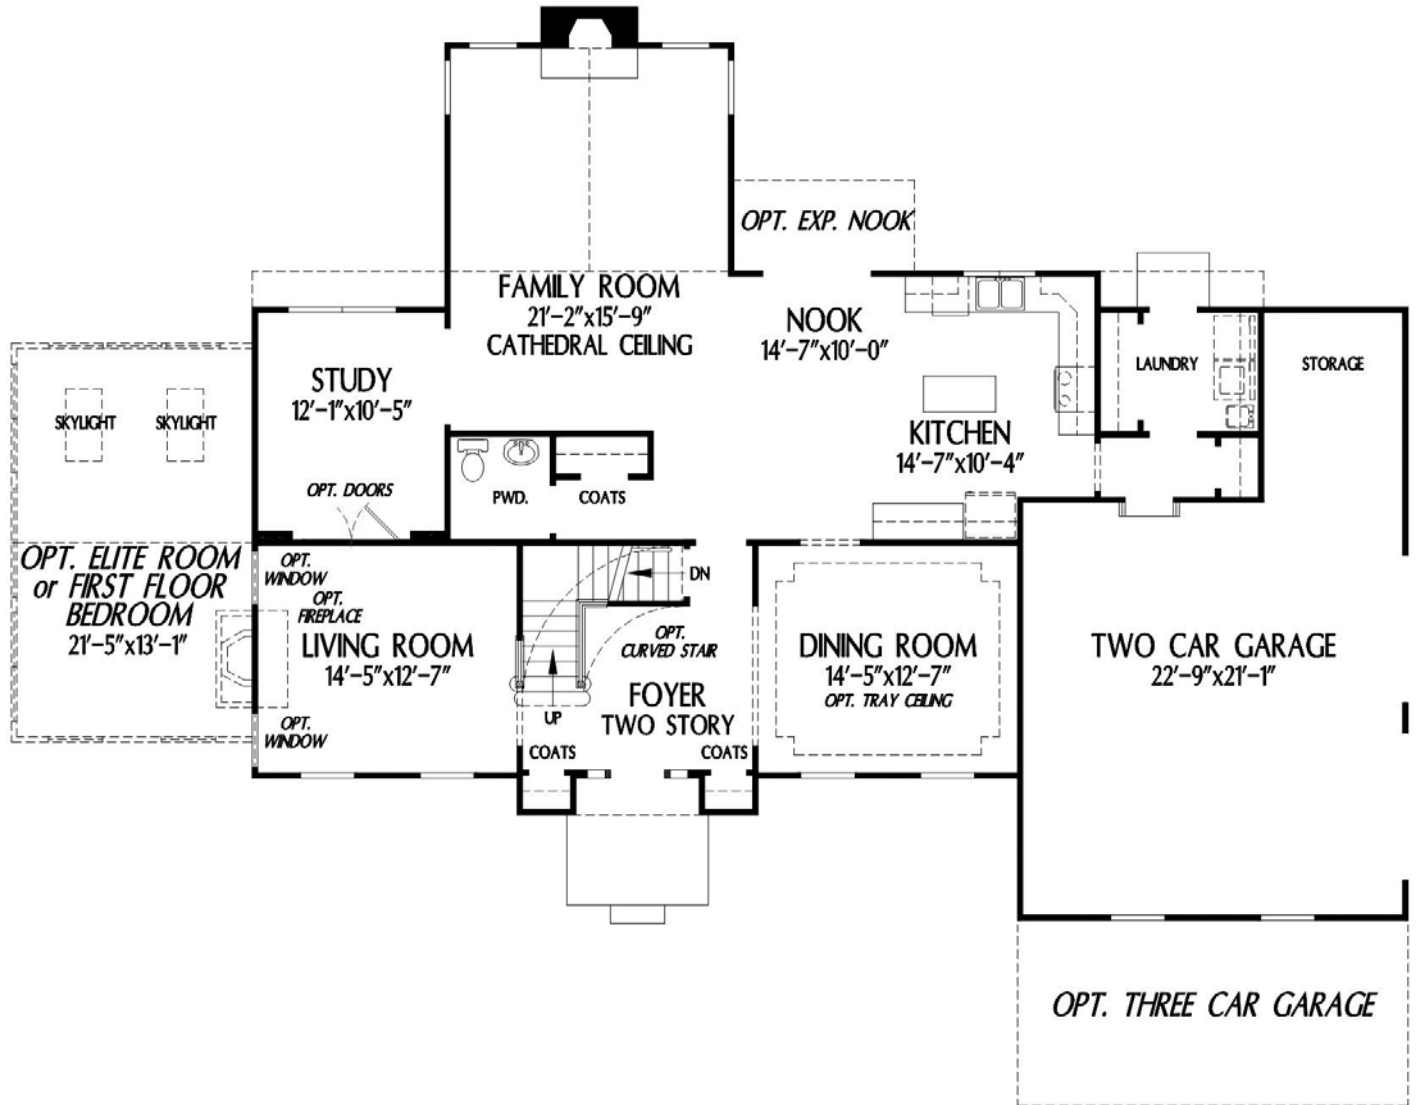 OPT. EXP. NOOK
FAMILY ROOM
21'-2"x15'-9"
CATHEDRAL CEILING
NOOK
14'-7"x10'-0"
LAUNDRY
STORAGE
STUDY
12'-1"x10'-5"
SKYLIGHT
SKYLIGHT
KITCHEN
14'-7"x10'-4"
OPT. DOORS
PWD.
COATS
OPT. ELITE ROOM
or FIRST FLOOR
BEDROOM
21'-5"x13'-1"
OPT.
WINDOW
OPT.
FIREPLACE
LIVING ROOM
14'-5"x12'-7"
OPT.
WINDOW
DN
OPT.
CURVED STAIR
FOYER
TWO STORY
UP
COATS
COATS
DINING ROOM
14'-5"x12'-7"
OPT. TRAY CEILING
TWO CAR GARAGE
22'-9"x21'-1"
OPT. THREE CAR GARAGE